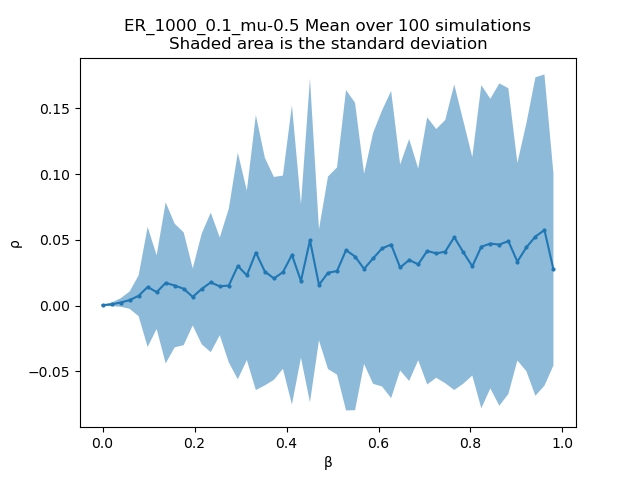 ER_1000_0.1_mu-0.5 Mean over 100 simulations
Shaded area is the standard deviation
0.15
0.10
0.05
0.00
−0.05
ρ
0.0 0.2 0.4 0.6 0.8 1.0
β